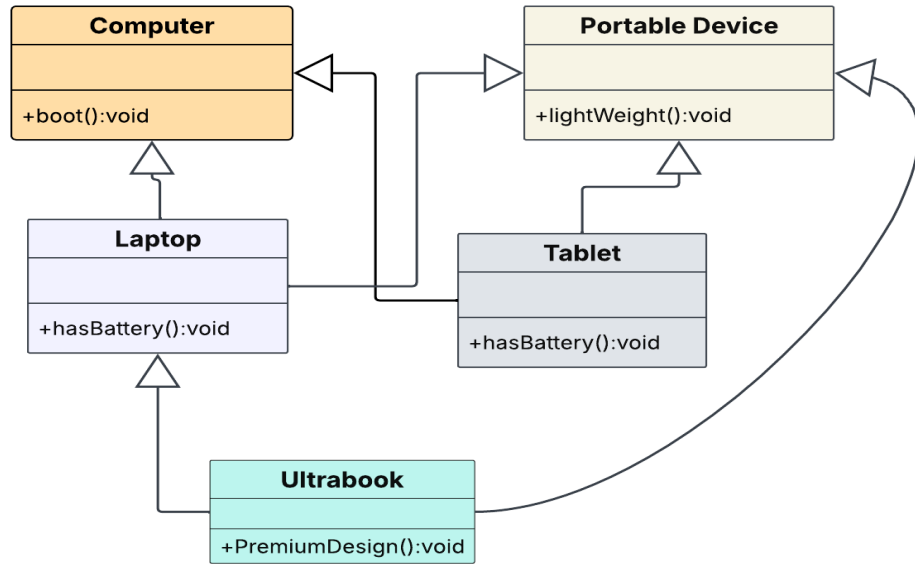 Computer
+boot():void
Portable Device
+lightWeight():void
Laptop
+hasBattery():void
Tablet
+hasBattery():void
Ultrabook
+PremiumDesign():void